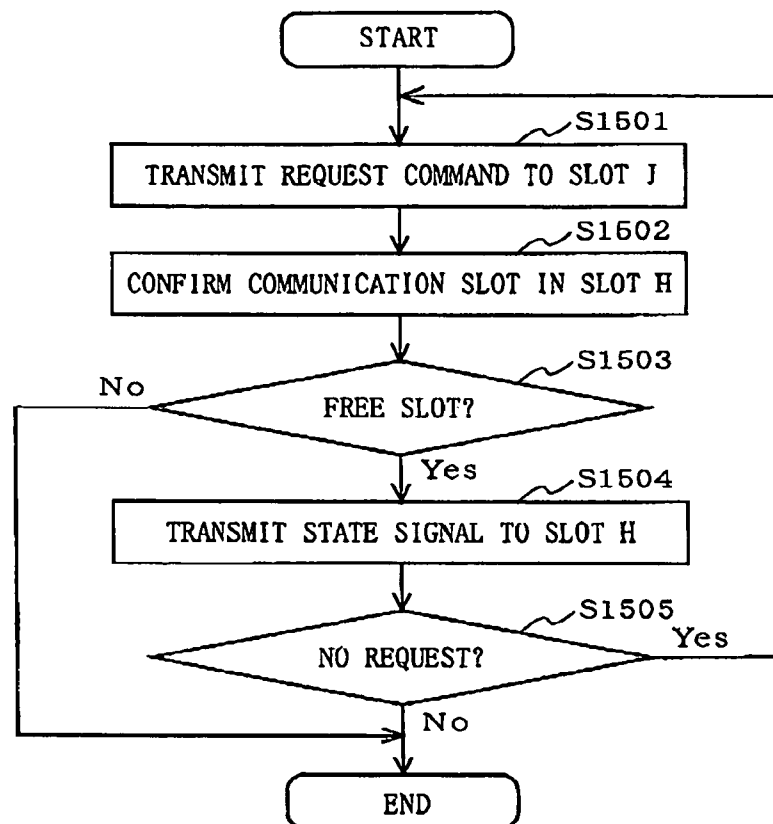 START
S1501
TRANSMIT REQUEST COMMAND TO SLOT J
S1502
CONFIRM COMMUNICATION SLOT IN SLOT H
S1503
No
FREE SLOT?
Yes
S1504
TRANSMIT STATE SIGNAL TO SLOT H
S1505
NO REQUEST?
Yes
No
END